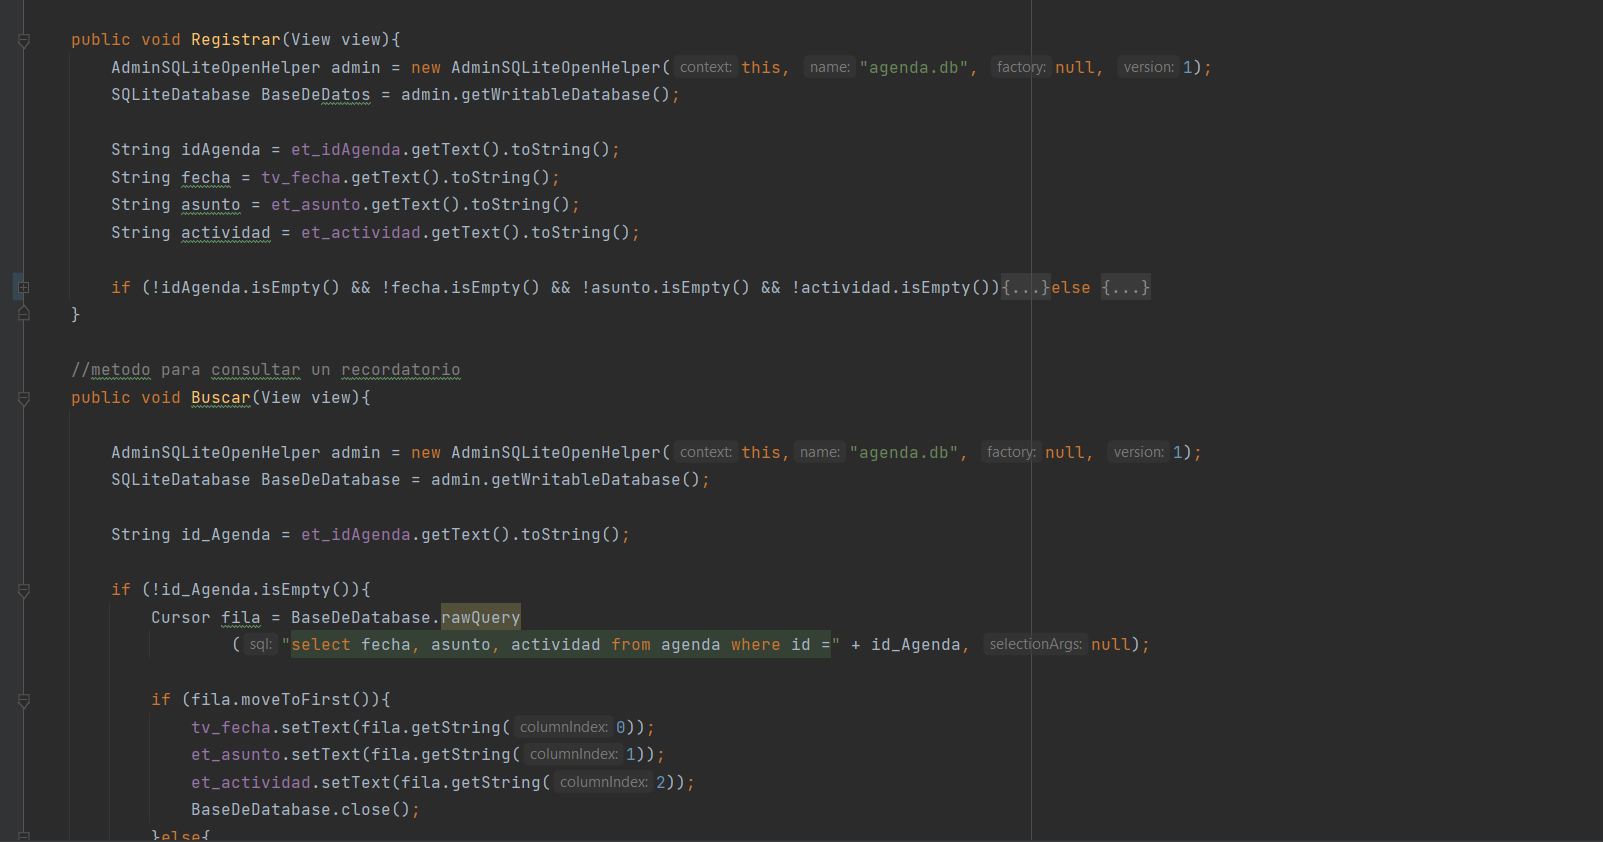 public void Registrar(View view){
AdminSQLiteOpenHelper admin = new AdminSQLiteOpenHelper( context: this, name: "agenda.db", factory: null, version: 1);
SQLiteDatabase BaseDeDatos = admin.getWritableDatabase();
String idAgenda = et_idAgenda.getText().toString();
String fecha = tv_fecha.getText().toString();
String asunto = et_asunto.getText().toString();
String actividad = et_actividad.getText().toString();
if (!idAgenda.isEmpty() && !fecha.isEmpty() && !asunto.isEmpty() && !actividad.isEmpty()){...}else {...}
}
//metodo para consultar un recordatorio
public void Buscar(View view){
AdminSQLiteOpenHelper admin = new AdminSQLiteOpenHelper( context: this, name: "agenda.db", factory: null, version: 1);
SQLiteDatabase BaseDeDatabase = admin.getWritableDatabase();
String id_Agenda = et_idAgenda.getText().toString();
if (!id_Agenda.isEmpty()){
Cursor fila = BaseDeDatabase.rawQuery
( sql: "select fecha, asunto, actividad from agenda where id =" + id_Agenda, selectionArgs: null);
if (fila.moveToFirst()){
tv_fecha.setText(fila.getString( columnIndex: 0));
et_asunto.setText(fila.getString( columnIndex: 1));
et_actividad.setText(fila.getString( columnIndex: 2));
BaseDeDatabase.close();
}else{